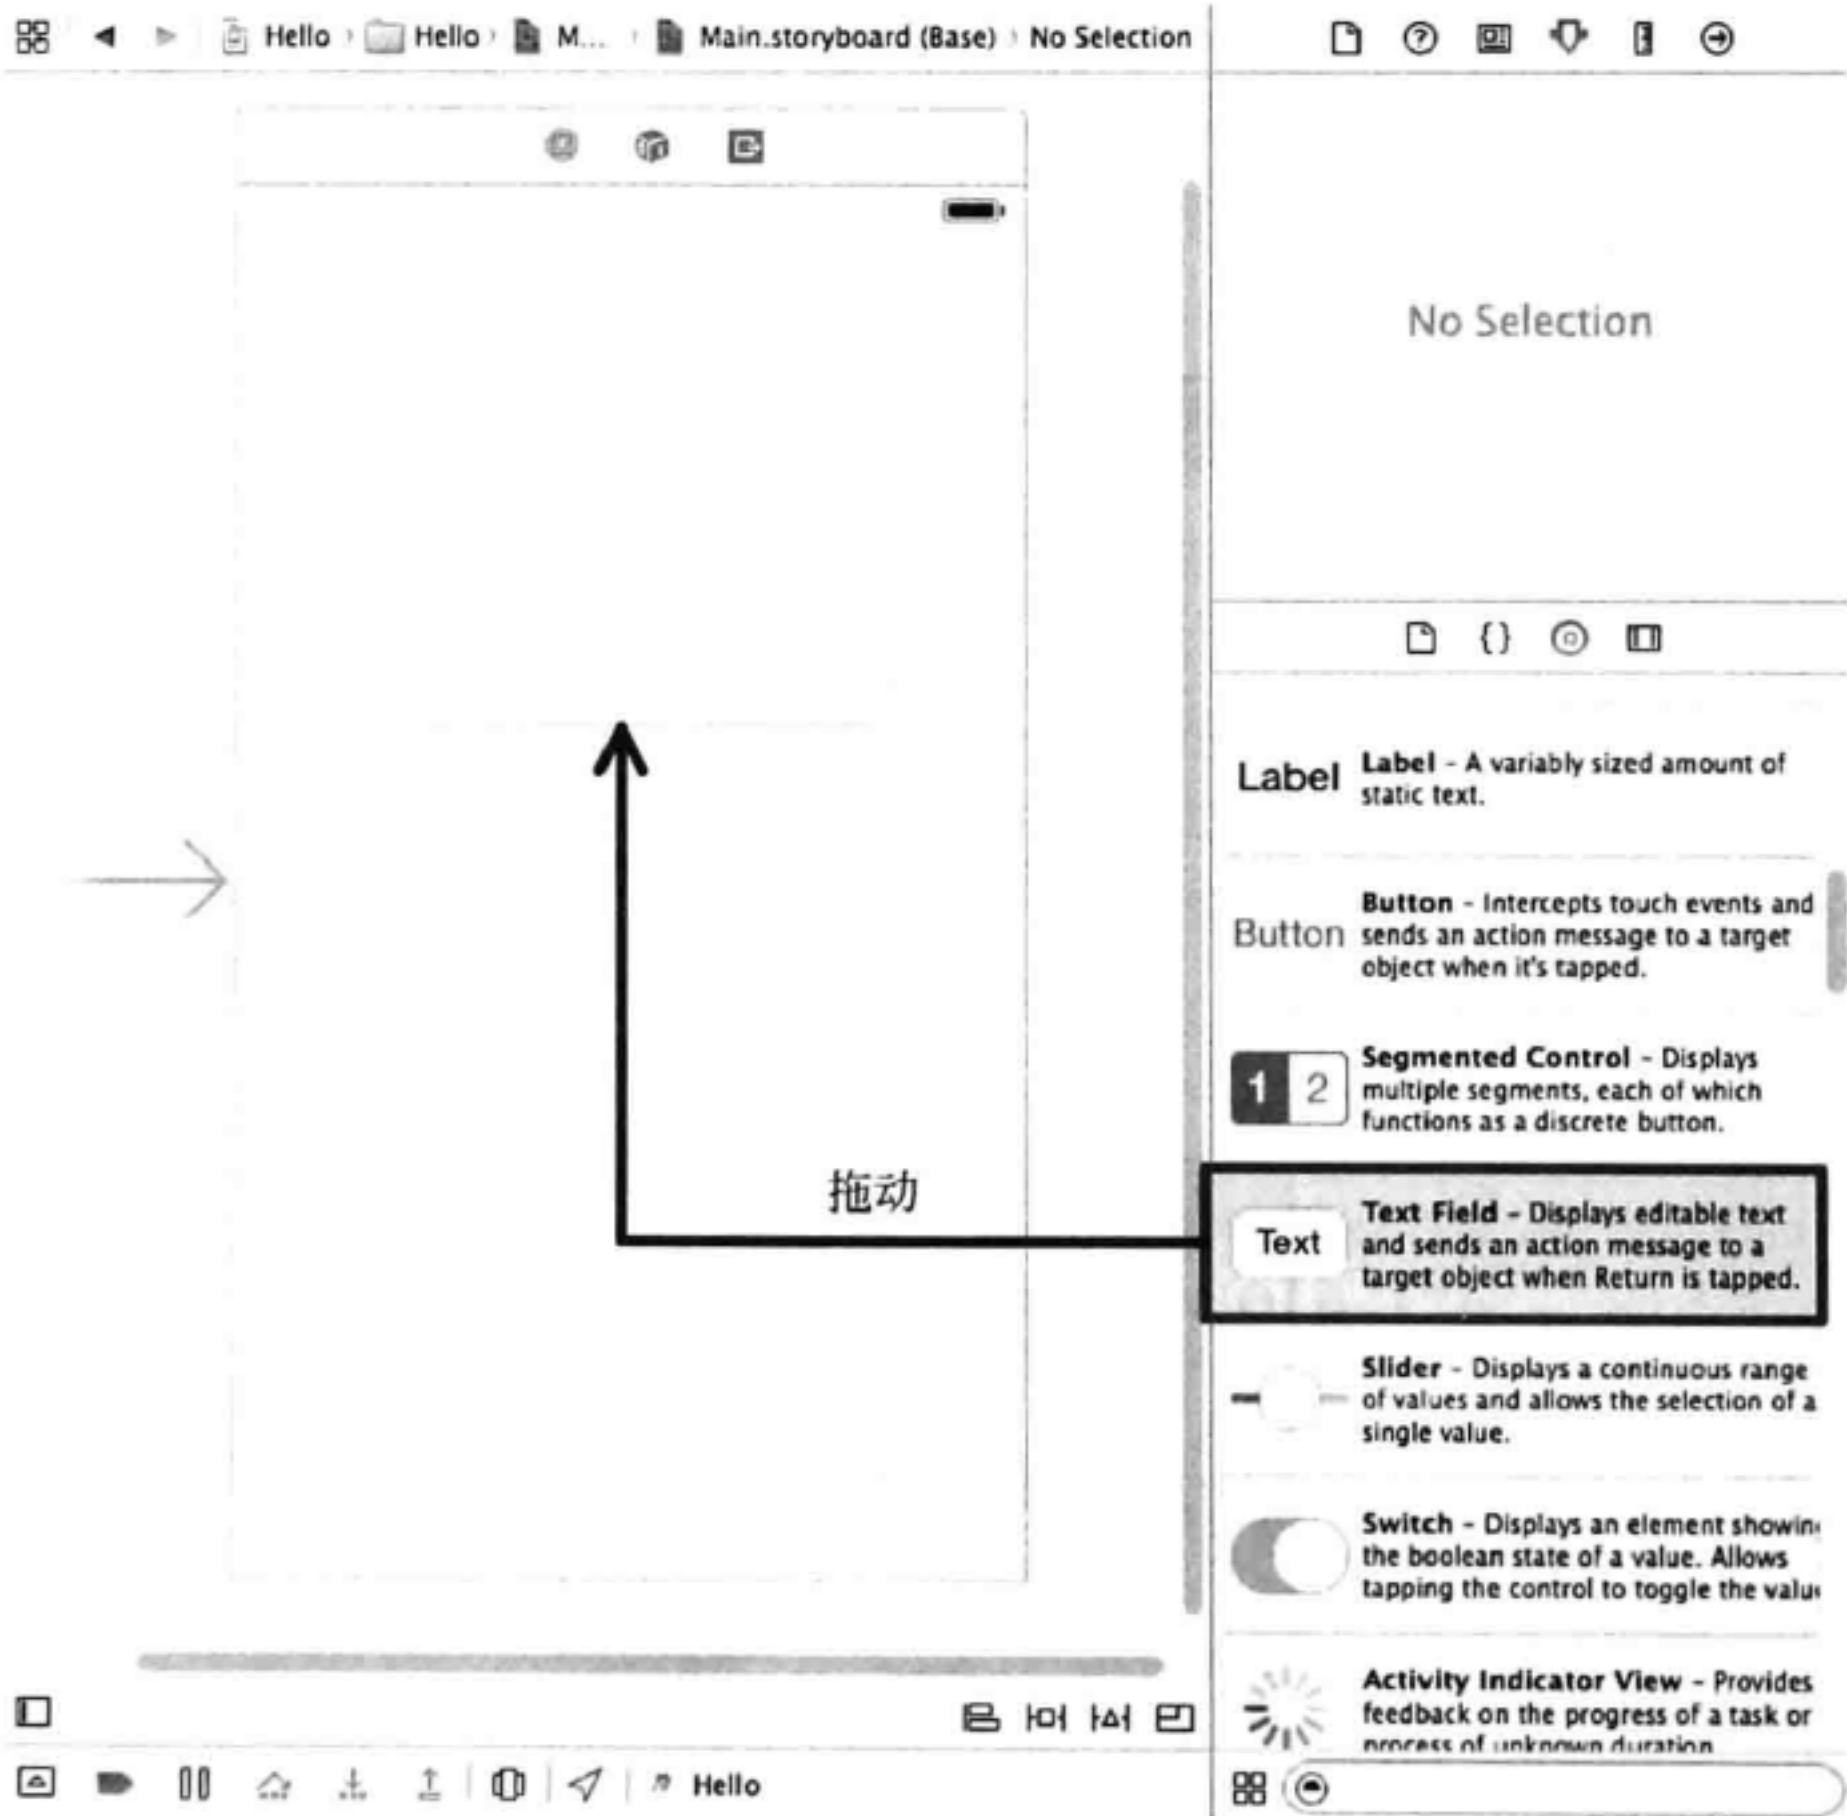 Hello
Hello
M...
Main.storyboard (Base)
No Selection
No Selection
Label
Label - A variably sized amount of
static text.
Button
Button - Intercepts touch events and
sends an action message to a target
object when it's tapped.
1 2
Segmented Control - Displays
multiple segments, each of which
functions as a discrete button.
拖动
Text
Text Field - Displays editable text
and sends an action message to a
target object when Return is tapped.
Slider - Displays a continuous range
of values and allows the selection of a
single value.
Switch - Displays an element showin
the boolean state of a value. Allows
tapping the control to toggle the valu
Activity Indicator View - Provides
feedback on the progress of a task or
process of unknown duration
Hello